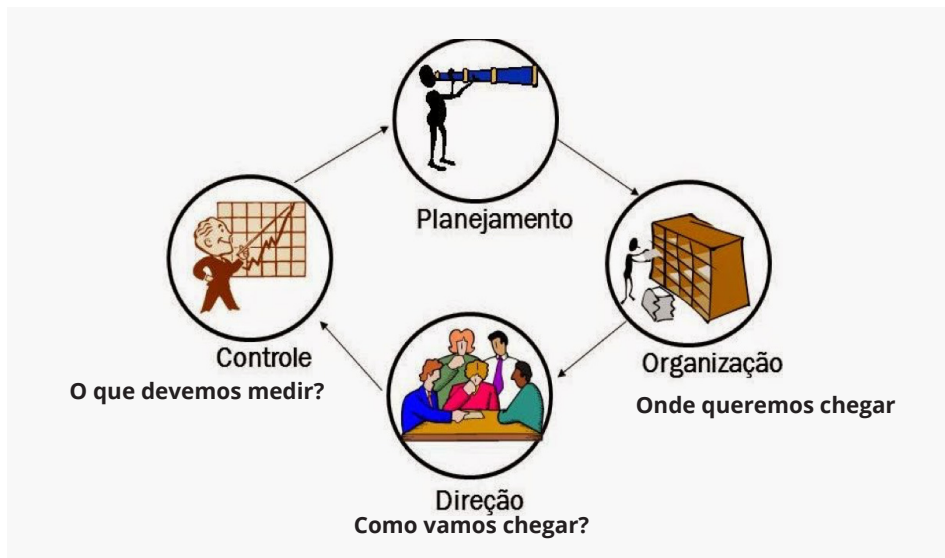 Planejamento
Controle
O que devemos medir?
Organização
Onde queremos chegar
Direção
Como vamos chegar?